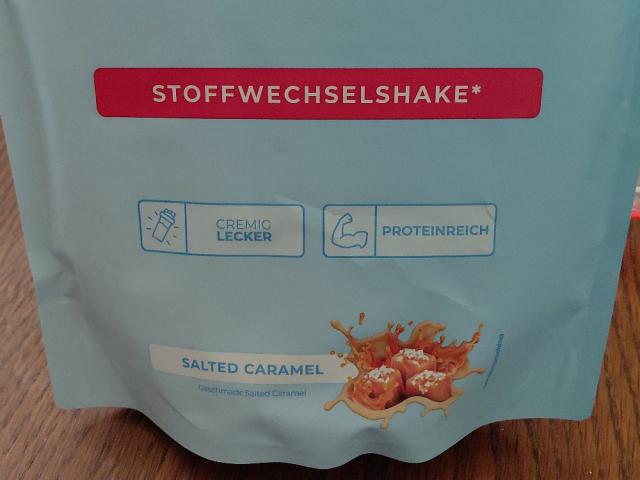 STOFFWECHSELSHAKE*
CREMIG
LECKER
PROTEINREICH
SALTED CARAMEL
Geschmack: Salted Caramel